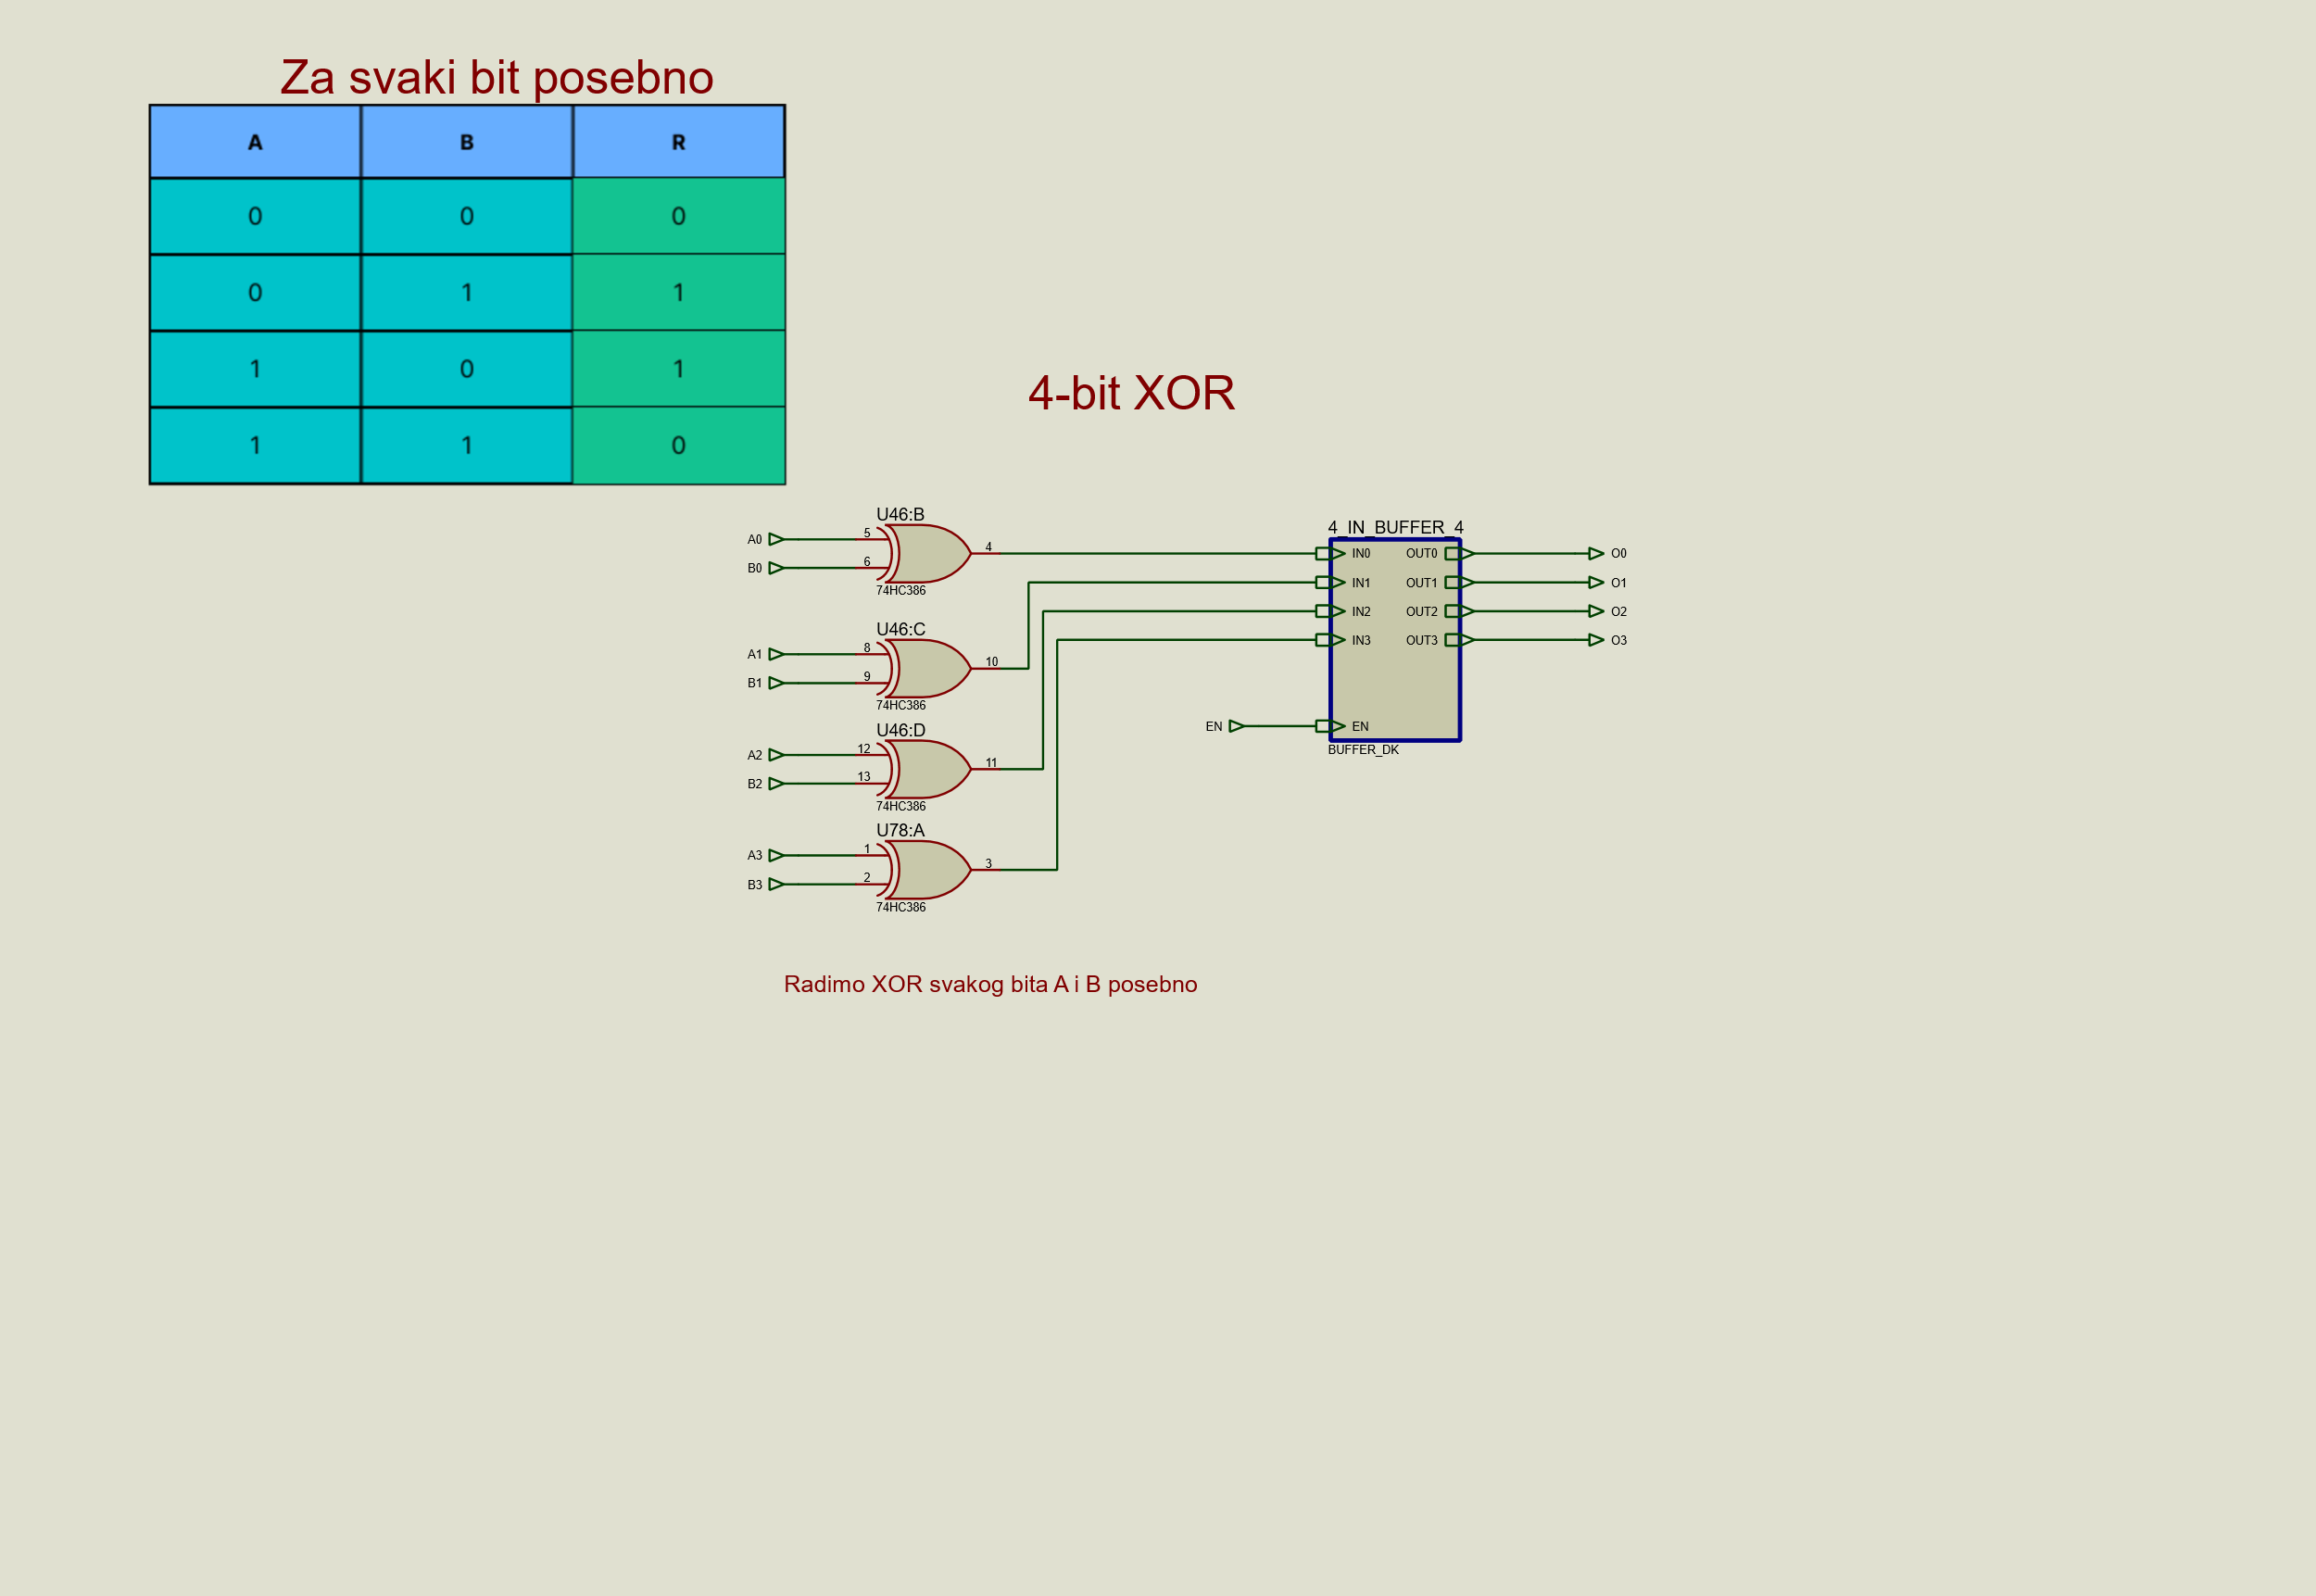 Za svaki bit posebno
A B R
0 0 0
0 1 1
1 0 1
1 1 0
4-bit XOR
U46:B
A0 5
B0 6
4
74HC386
U46:C
A1 8
B1 9
10
74HC386
U46:D
A2 12
B2 13
11
74HC386
U78:A
A3 1
B3 2
3
74HC386
4_IN_BUFFER_4
IN0 OUT0 O0
IN1 OUT1 O1
IN2 OUT2 O2
IN3 OUT3 O3
EN EN
BUFFER_DK
Radimo XOR svakog bita A i B posebno